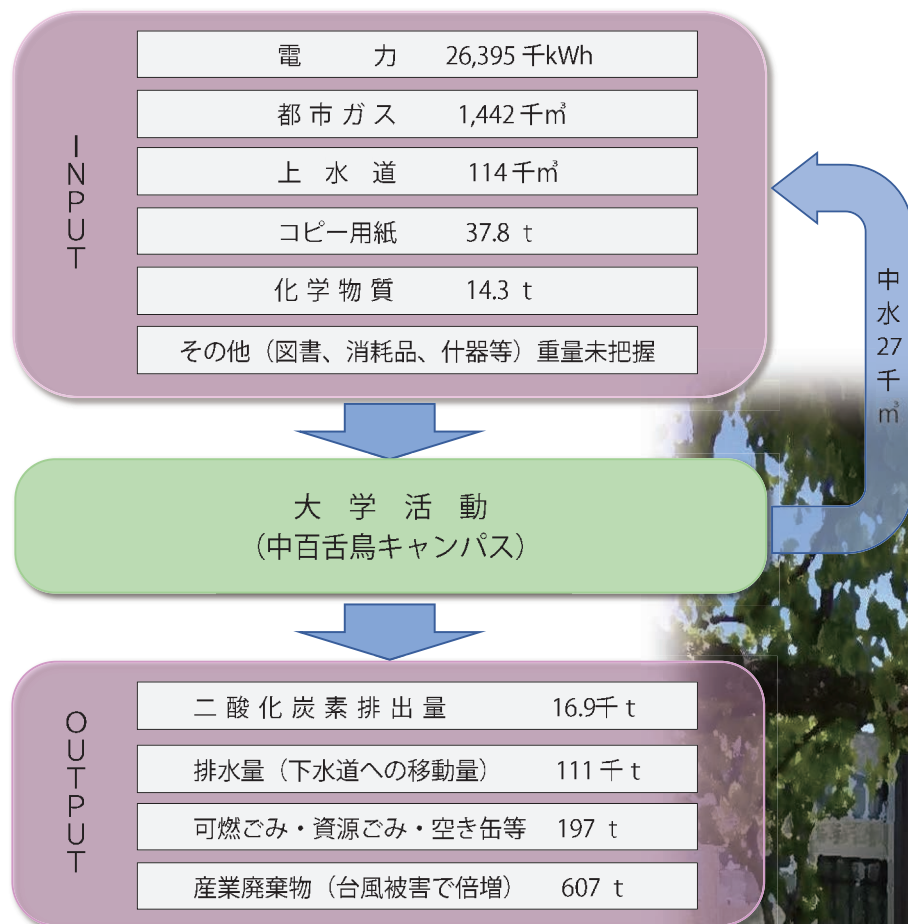 INPUT
電力 26,395 千kWh
都市ガス 1,442 千㎥
上水道 114 千㎥
コピー用紙 37.8 t
化学物質 14.3 t
その他（図書、消耗品、什器等）重量未把握
中水27千㎥
大学活動
（中百舌鳥キャンパス）
OUTPUT
二酸化炭素排出量 16.9千 t
排水量（下水道への移動量） 111 千 t
可燃ごみ・資源ごみ・空き缶等 197 t
産業廃棄物（台風被害で倍増） 607 t